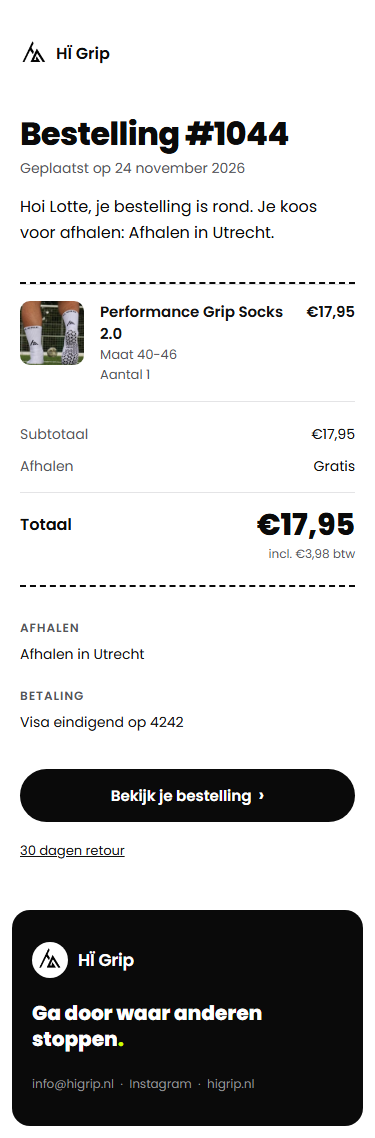 HÏ Grip
Bestelling #1044
Geplaatst op 24 november 2026
Hoi Lotte, je bestelling is rond. Je koos
voor afhalen: Afhalen in Utrecht.
Performance Grip Socks €17,95
2.0
Maat 40-46
Aantal 1
Subtotaal €17,95
Afhalen Gratis
Totaal €17,95
incl. €3,98 btw
AFHALEN
Afhalen in Utrecht
BETALING
Visa eindigend op 4242
Bekijk je bestelling ›
30 dagen retour
HÏ Grip
Ga door waar anderen
stoppen.
info@higrip.nl · Instagram · higrip.nl